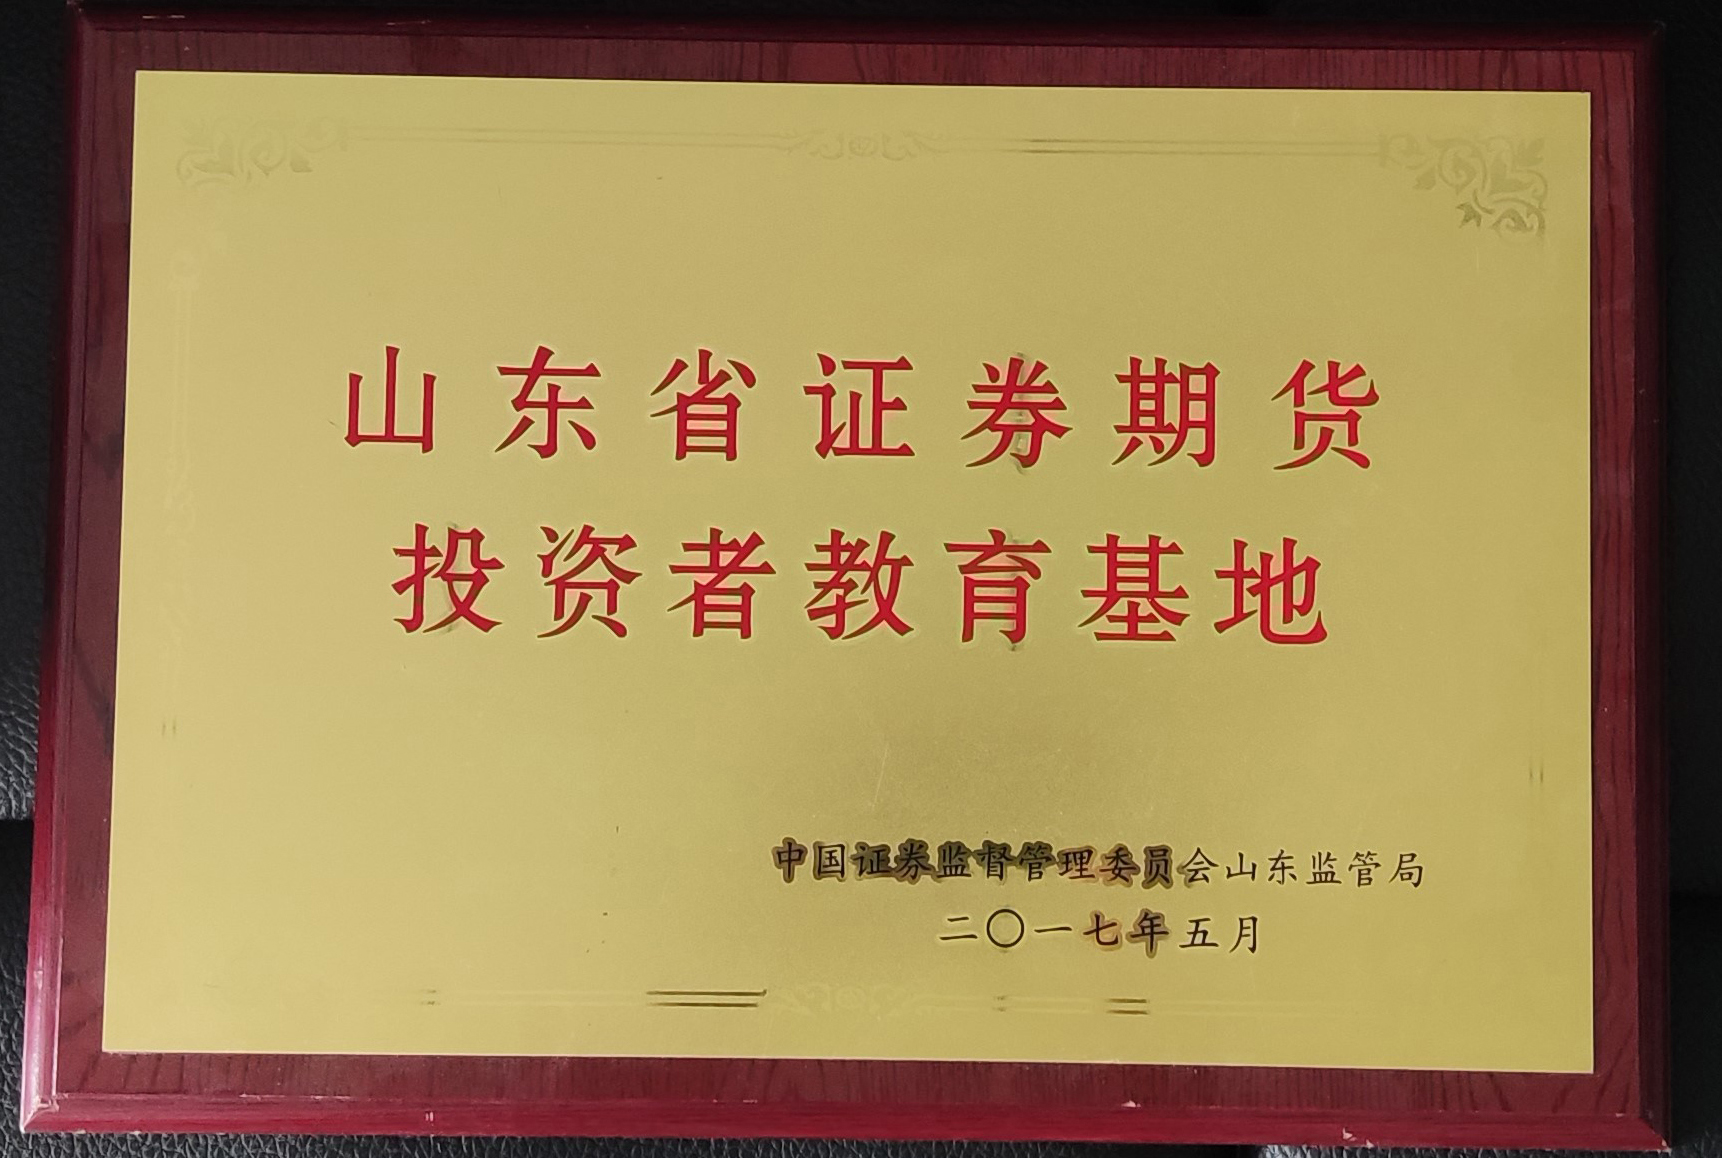 山东省证券期货
投资者教育基地
中国证券监督管理委员会山东监管局
二〇一七年五月